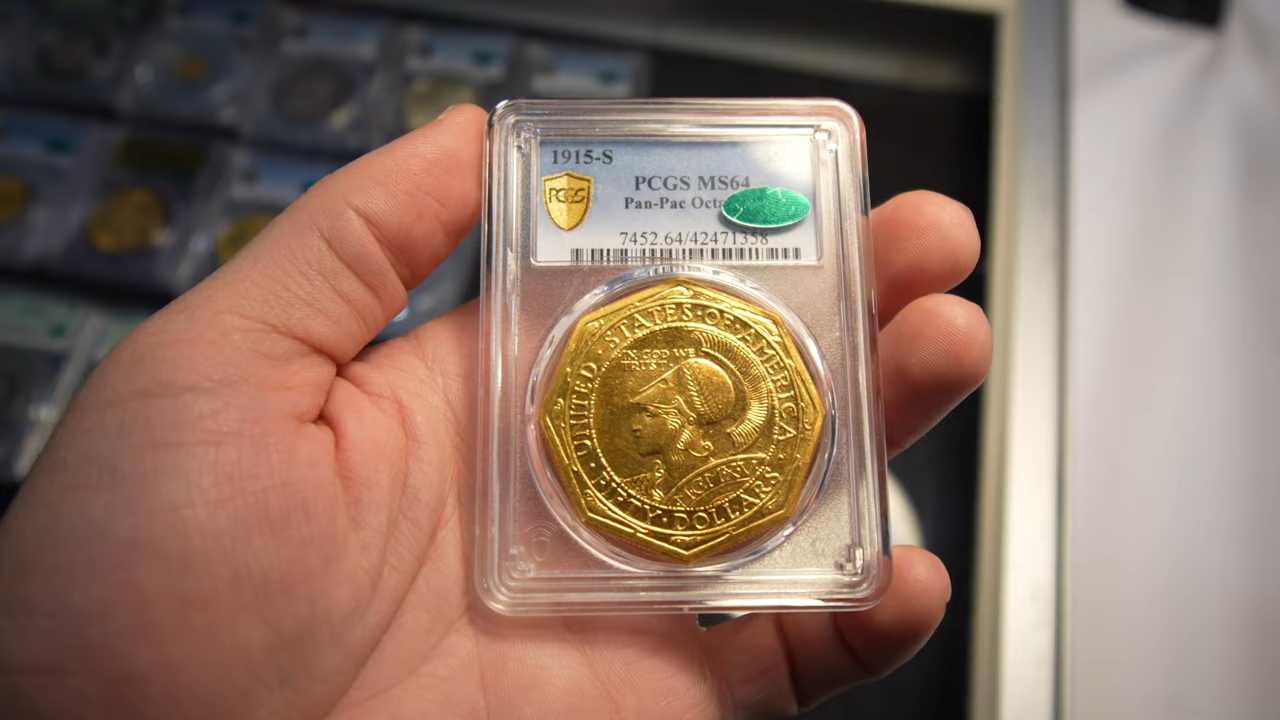 1915-S
PCGS MS64
PCGS
Pan-Pac Oct
7452.64/42471358
UNITED · STATES · OF · AMERICA
IN GOD WE
TRUST
MCMXV
FIFTY · DOLLARS